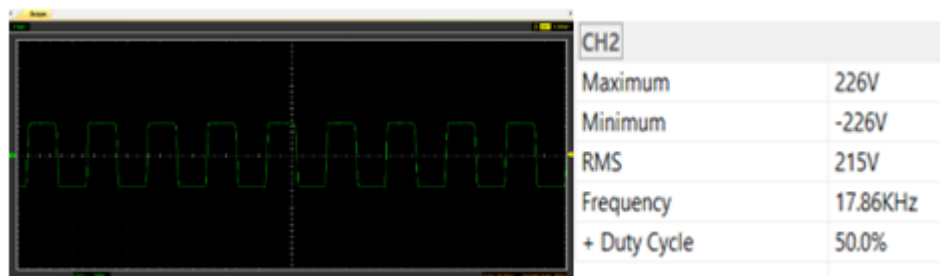 CH2
Maximum 226V
Minimum -226V
RMS 215V
Frequency 17.86KHz
+ Duty Cycle 50.0%